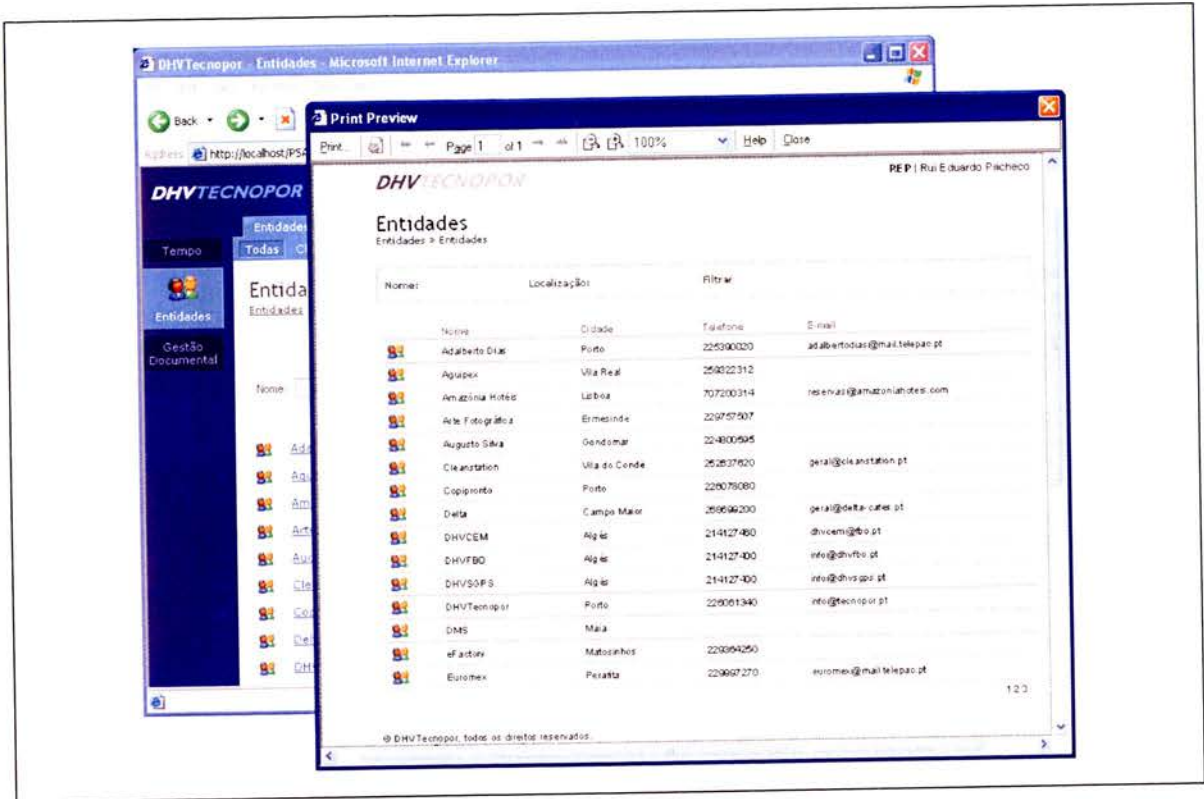 DHVTecnopor - Entidades - Microsoft Internet Explorer
Back
http://localhost/PSA
DHVTECNOPOR
Entidades
Todas
Tempo
Entidades
Gestão
Documental
Entida
Entidades
Nome
Print Preview
Print... Page 1 of 1 100% Help Close
DHVTECNOPOR
PEP | Rui Eduardo Pacheco
Entidades
Entidades > Entidades
Nome: Localização: Filtrar
Nome Cidade Telefone E-mail
Adalberto Dias Porto adalbertodias@mail.telepac.pt
Aguipex Vila Real 259322312
Amazónia Hotéis Lisboa 707200314 reservas@amazoniahoteis.com
Arte Fotográfica Ermesinde 229757507
Augusto Silva Gondomar 224800595
Cleanstation Vila do Conde 252637620 geral@cleanstation.pt
Copipronto Porto 226078080
Delta Campo Maior 268699200 geral@delta-cafes.pt
DHVCEM Algés 214127460 dhvcem@fbo.pt
DHVFBO Algés 214127400 info@dhvfbo.pt
DHVSGPS Algés 214127400 info@dhvsgps.pt
DHVTecnopor Porto 226061340 info@tecnopor.pt
DMS Maia
eFactory Matosinhos 229364250
Euromex Perafita 229997270 euromex@mail.telepac.pt
1 2 3
© DHVTecnopor, todos os direitos reservados.